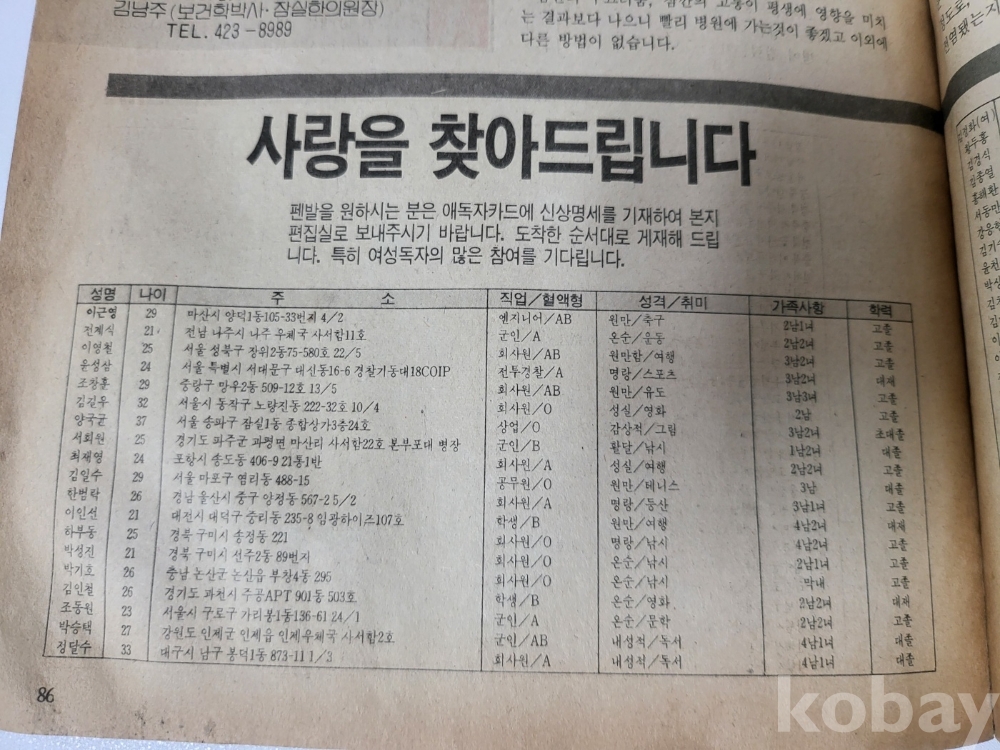 김남주(보건학박사·잠실한의원장)
TEL. 423-8989
는 결과보다 나으니 빨리 병원에 가는것이 좋겠고 이외에
다른 방법이 없습니다.
사랑을 찾아드립니다
펜발을 원하시는 분은 애독자카드에 신상명세를 기재하여 본지
편집실로 보내주시기 바랍니다. 도착한 순서대로 게재해 드립
니다. 특히 여성독자의 많은 참여를 기다립니다.
성명 나이 주 소 직업/혈액형 성격/취미 가족사항 학력
이근영 29 마산시 양덕1동105-33번지 4/2 엔지니어/AB 원만/축구 2남1녀 고졸
전제식 21 전남 나주시 나주 우체국 사서함11호 군인/A 온순/운동 2남2녀 고졸
이영철 25 서울 성북구 장위2동75-580호 22/5 회사원/AB 원만함/여행 3남2녀 고졸
윤성삼 24 서울 특별시 서대문구 대신동16-6 경찰기동대18COIP 전투경찰/A 명랑/스포츠 3남2녀 대재
조창훈 29 중랑구 망우2동 509-12호 13/5 회사원/AB 원만/유도 3남3녀 고졸
김길우 32 서울시 동작구 노량진동 222-32호 10/4 회사원/O 성실/영화 2남 고졸
양국균 37 서울 송파구 잠실1동 종합상가3층24호 상업/O 감상적/그림 3남2녀 초대졸
서회원 25 경기도 파주군 파평면 마산리 사서함22호 본부포대 병장 군인/B 활달/낚시 1남2녀 대졸
최재영 24 포항시 송도동 406-9 21통1반 회사원/A 성실/여행 2남2녀 고졸
김일수 29 서울 마포구 염리동 488-15 공무원/O 원만/테니스 3남 대졸
한범탁 26 경남 울산시 중구 양정동 567-2 5/2 회사원/A 명랑/등산 3남1녀 고졸
이인선 21 대전시 대덕구 중리동 235-8 임광하이즈107호 학생/B 원만/여행 4남2녀 대재
하부동 25 경북 구미시 송정동 221 회사원/O 명랑/낚시 4남2녀 고졸
박성진 21 경북 구미시 선주2동 89번지 회사원/O 온순/낚시 2남1녀 고졸
박기호 26 충남 논산군 논산읍 부창4동 295 회사원/O 온순/낚시 막내 고졸
김인철 26 경기도 과천시 주공APT 901동 503호 학생/B 온순/영화 2남2녀 대재
조동원 23 서울시 구로구 가리봉1동136-61 24/1 군인/A 온순/문학 2남2녀 고졸
박승택 27 강원도 인제군 인제읍 인제우체국 사서함2호 군인/AB 내성적/독서 4남1녀 대졸
정달수 33 대구시 남구 봉덕1동 873-11 1/3 회사원/A 내성적/독서 4남1녀 대졸
86
황두홍
김경식
김종열
kobay